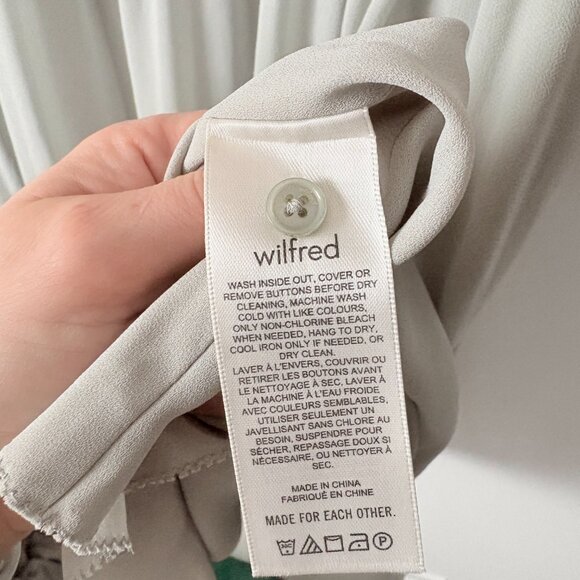 wilfred
WASH INSIDE OUT, COVER OR
REMOVE BUTTONS BEFORE DRY
CLEANING, MACHINE WASH
COLD WITH LIKE COLOURS,
ONLY NON-CHLORINE BLEACH
WHEN NEEDED, HANG TO DRY,
COOL IRON ONLY IF NEEDED, OR
DRY CLEAN.
LAVER À L'ENVERS, COUVRIR OU
RETIRER LES BOUTONS AVANT
LE NETTOYAGE À SEC, LAVER À
LA MACHINE À L'EAU FROIDE
AVEC COULEURS SEMBLABLES,
UTILISER SEULEMENT UN
JAVELLISANT SANS CHLORE AU
BESOIN, SUSPENDRE POUR
SÉCHER, REPASSAGE DOUX SI
NÉCESSAIRE, OU NETTOYER À
SEC.
MADE IN CHINA
FABRIQUÉ EN CHINE
MADE FOR EACH OTHER.